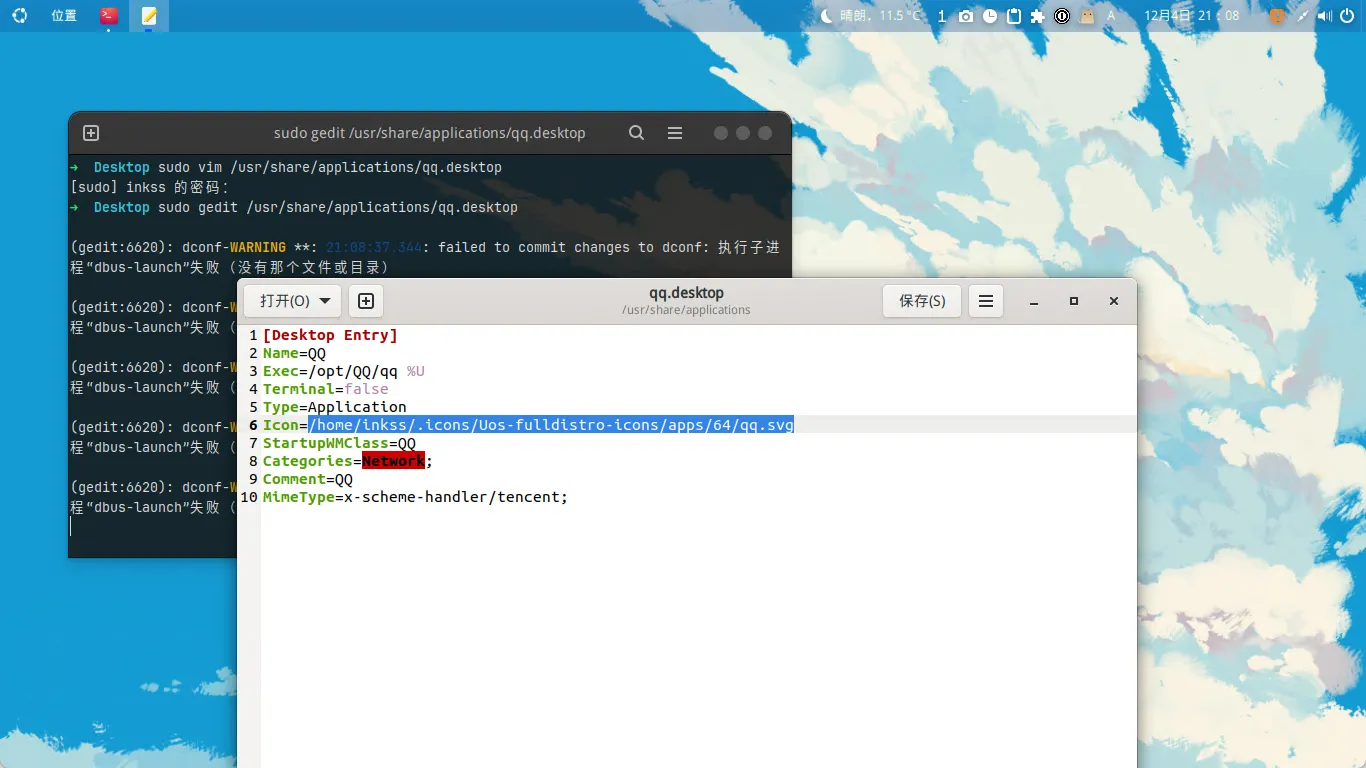 位置
晴朗，11.5 °C
1
A
12月4日 21：08
sudo gedit /usr/share/applications/qq.desktop
➜ Desktop sudo vim /usr/share/applications/qq.desktop
[sudo] inkss 的密码：
➜ Desktop sudo gedit /usr/share/applications/qq.desktop
(gedit:6620): dconf-WARNING **: 21:08:37.344: failed to commit changes to dconf: 执行子进
程“dbus-launch”失败（没有那个文件或目录）
(gedit:6620): dconf-W
程“dbus-launch”失败（
(gedit:6620): dconf-W
程“dbus-launch”失败（
(gedit:6620): dconf-W
程“dbus-launch”失败（
(gedit:6620): dconf-W
程“dbus-launch”失败（
打开(O)
qq.desktop
/usr/share/applications
保存(S)
1 [Desktop Entry]
2 Name=QQ
3 Exec=/opt/QQ/qq %U
4 Terminal=false
5 Type=Application
6 Icon=/home/inkss/.icons/Uos-fulldistro-icons/apps/64/qq.svg
7 StartupWMClass=QQ
8 Categories=Network;
9 Comment=QQ
10 MimeType=x-scheme-handler/tencent;